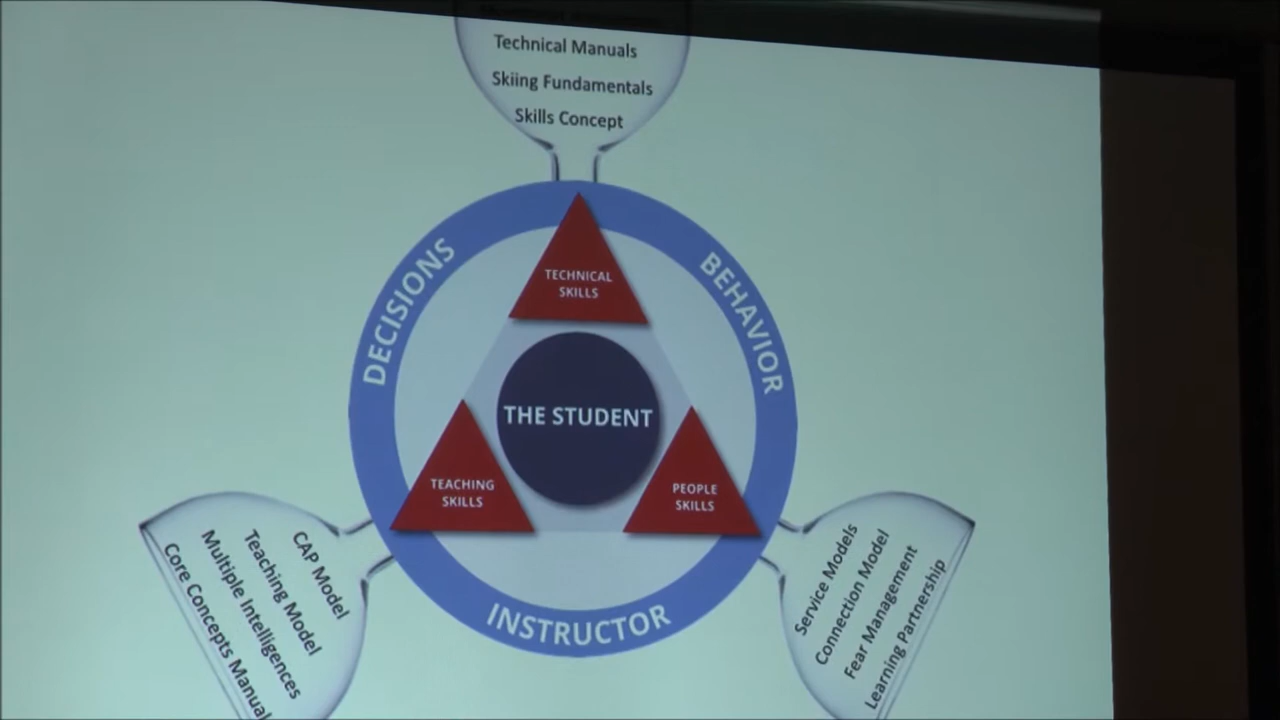 Technical Manuals
Skiing Fundamentals
Skills Concept
DECISIONS
BEHAVIOR
TECHNICAL
SKILLS
THE STUDENT
TEACHING
SKILLS
PEOPLE
SKILLS
INSTRUCTOR
CAP Model
Teaching Model
Multiple Intelligences
Core Concepts Manual
Service Models
Connection Model
Fear Management
Learning Partnership